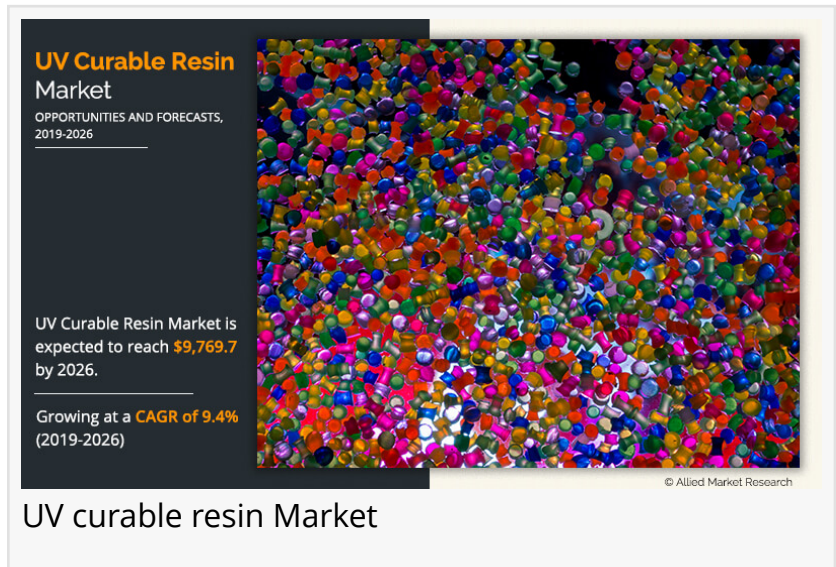 UV Curable Resin
Market
OPPORTUNITIES AND FORECASTS,
2019-2026
UV Curable Resin Market is
expected to reach $9,769.7
by 2026.
Growing at a CAGR of 9.4%
(2019-2026)
© Allied Market Research
UV curable resin Market